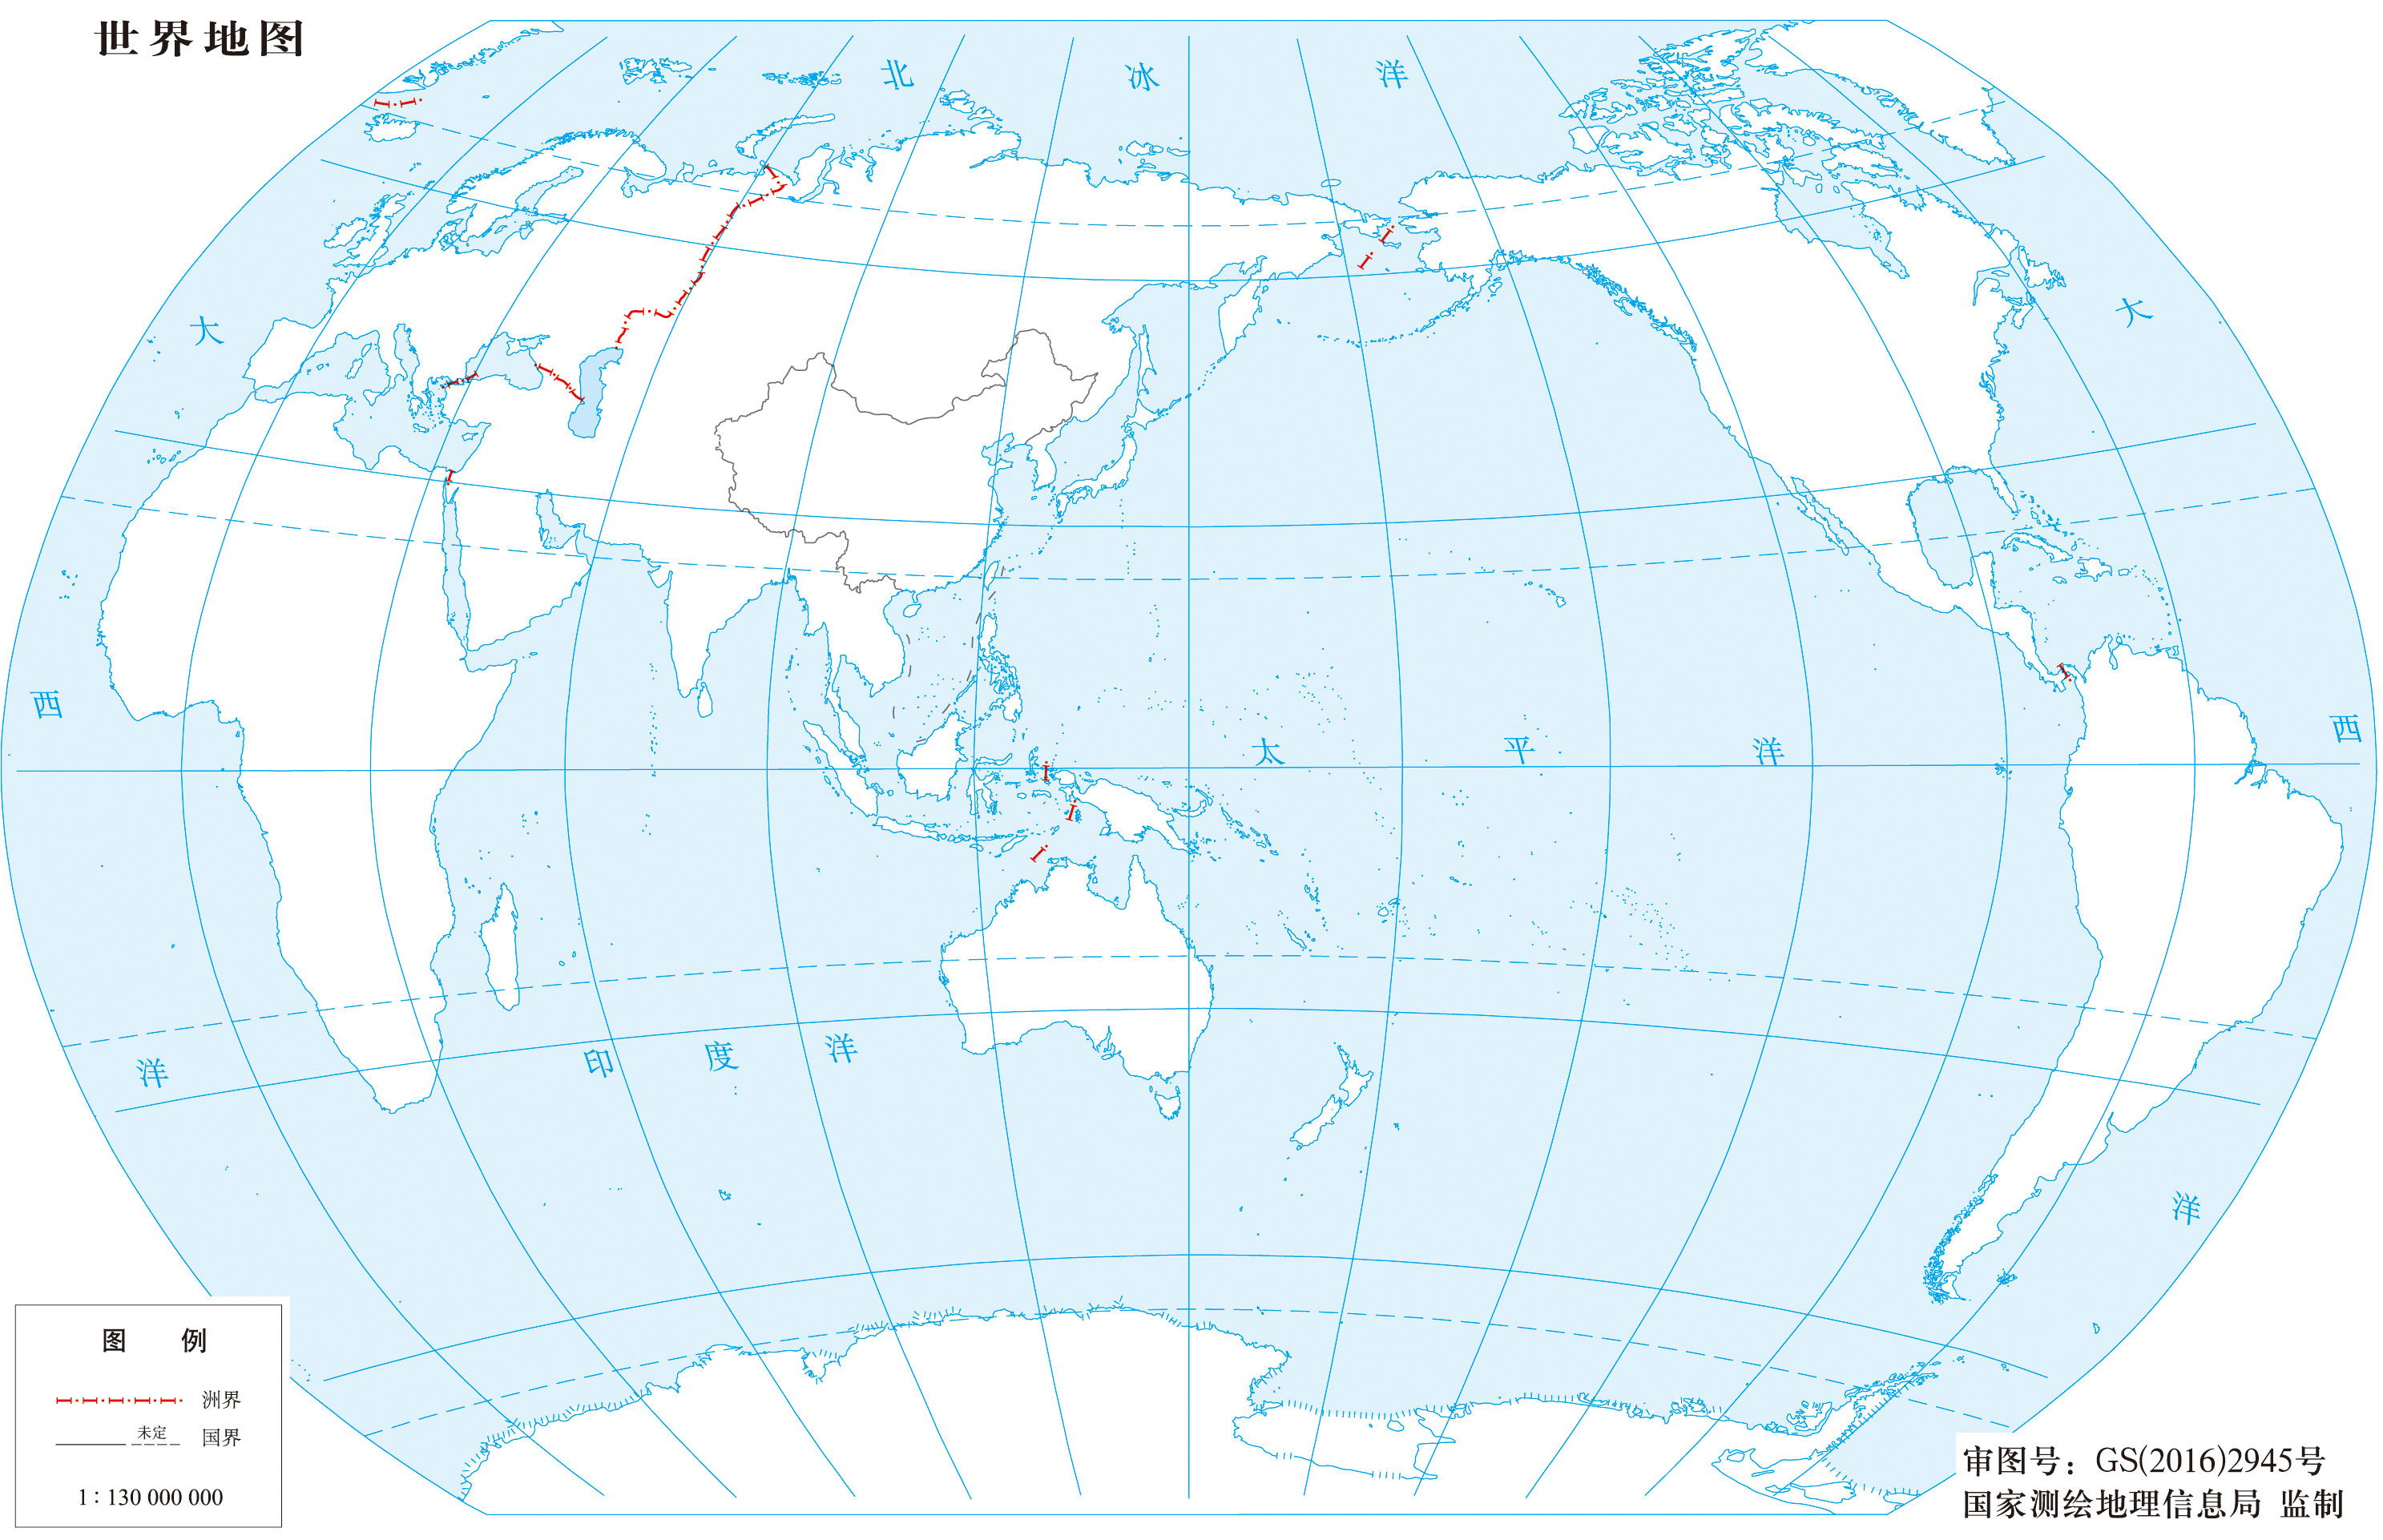 世界地图
北冰洋
大西洋
大西洋
太平洋
印度洋
图例
洲界
未定
国界
1∶130 000 000
审图号：GS(2016)2945号
国家测绘地理信息局 监制